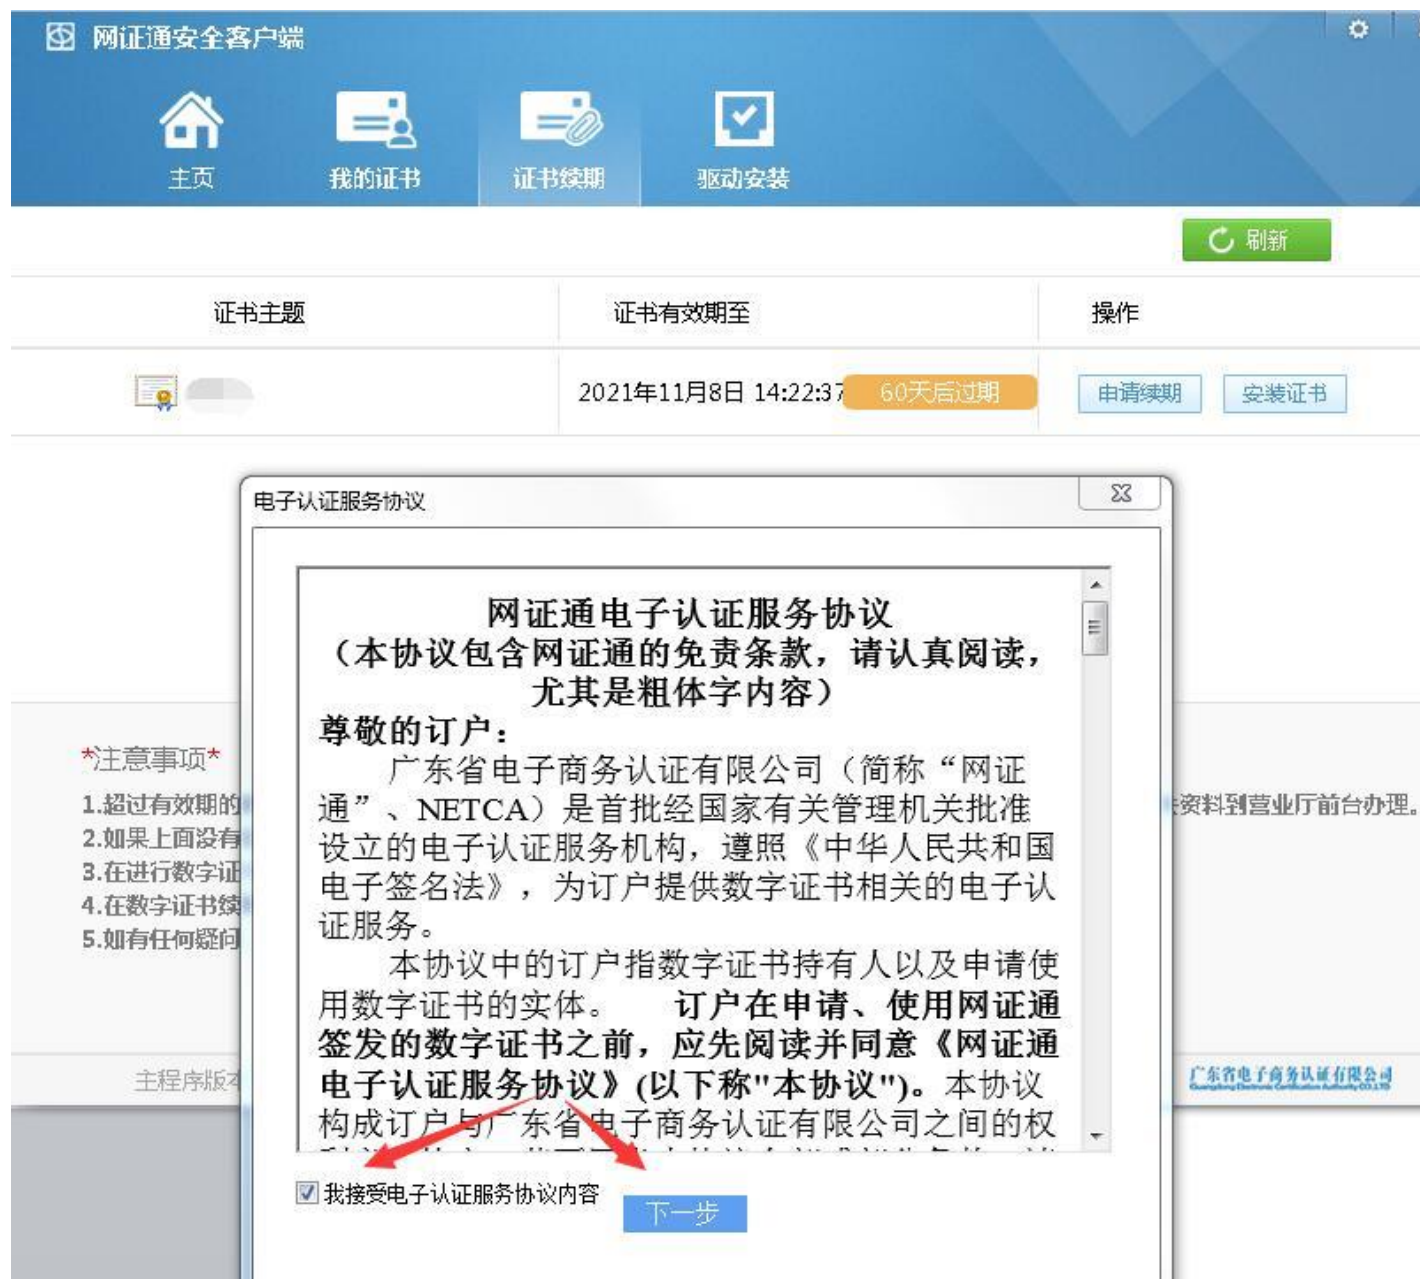 网证通安全客户端
主页 我的证书 证书续期 驱动安装
刷新
证书主题 证书有效期至 操作
2021年11月8日 14:22:37 60天后过期 申请续期 安装证书
电子认证服务协议
网证通电子认证服务协议
（本协议包含网证通的免责条款，请认真阅读，
尤其是粗体字内容）
尊敬的订户：
广东省电子商务认证有限公司（简称“网证
通”、NETCA）是首批经国家有关管理机关批准
设立的电子认证服务机构，遵照《中华人民共和国
电子签名法》，为订户提供数字证书相关的电子认
证服务。
本协议中的订户指数字证书持有人以及申请使
用数字证书的实体。 订户在申请、使用网证通
签发的数字证书之前，应先阅读并同意《网证通
电子认证服务协议》(以下称"本协议")。本协议
构成订户与广东省电子商务认证有限公司之间的权
我接受电子认证服务协议内容
下一步
*注意事项*
1.超过有效期的
资料到营业厅前台办理。
2.如果上面没有
3.在进行数字证
4.在数字证书续
5.如有任何疑问
主程序版本
广东省电子商务认证有限公司